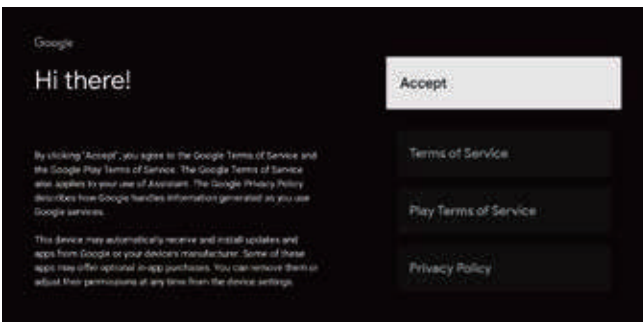 Google
Hi there!
By clicking "Accept", you agree to the Google Terms of Service and
the Google Play Terms of Service. The Google Terms of Service
also applies to your use of Assistant. The Google Privacy Policy
describes how Google handles information generated as you use
Google services.
This device may automatically receive and install updates and
apps from Google or your device's manufacturer. Some of these
apps may offer optional in-app purchases. You can remove them or
adjust their permissions at any time from the device settings.
Accept
Terms of Service
Play Terms of Service
Privacy Policy